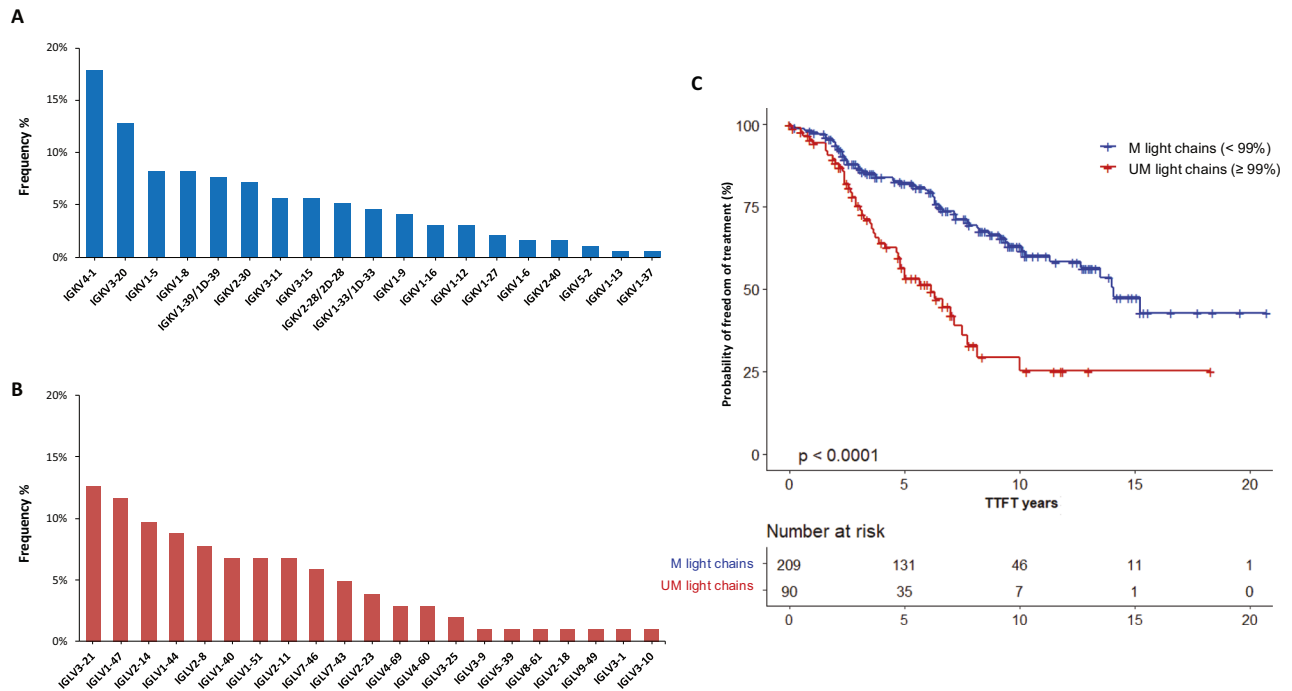 A
20%
15%
10%
5%
0%
Frequency %
IGKV4-1
IGKV3-20
IGKV1-5
IGKV1-8
IGKV1-39/1D-39
IGKV2-30
IGKV3-11
IGKV3-15
IGKV2-28/2D-28
IGKV1-33/1D-33
IGKV1-9
IGKV1-16
IGKV1-12
IGKV1-27
IGKV1-6
IGKV2-40
IGKV5-2
IGKV1-13
IGKV1-37
B
20%
15%
10%
5%
0%
Frequency %
IGLV3-21
IGLV1-47
IGLV2-14
IGLV1-44
IGLV2-8
IGLV1-40
IGLV1-51
IGLV2-11
IGLV7-46
IGLV7-43
IGLV2-23
IGLV4-69
IGLV4-60
IGLV3-25
IGLV3-9
IGLV5-39
IGLV8-61
IGLV2-18
IGLV9-49
IGLV3-1
IGLV3-10
C
100
75
50
25
0
Probability of freedom of treatment (%)
M light chains (< 99%)
UM light chains (≥ 99%)
p < 0.0001
0 5 10 15 20
TTFT years
Number at risk
M light chains 209 131 46 11 1
UM light chains 90 35 7 1 0
0 5 10 15 20